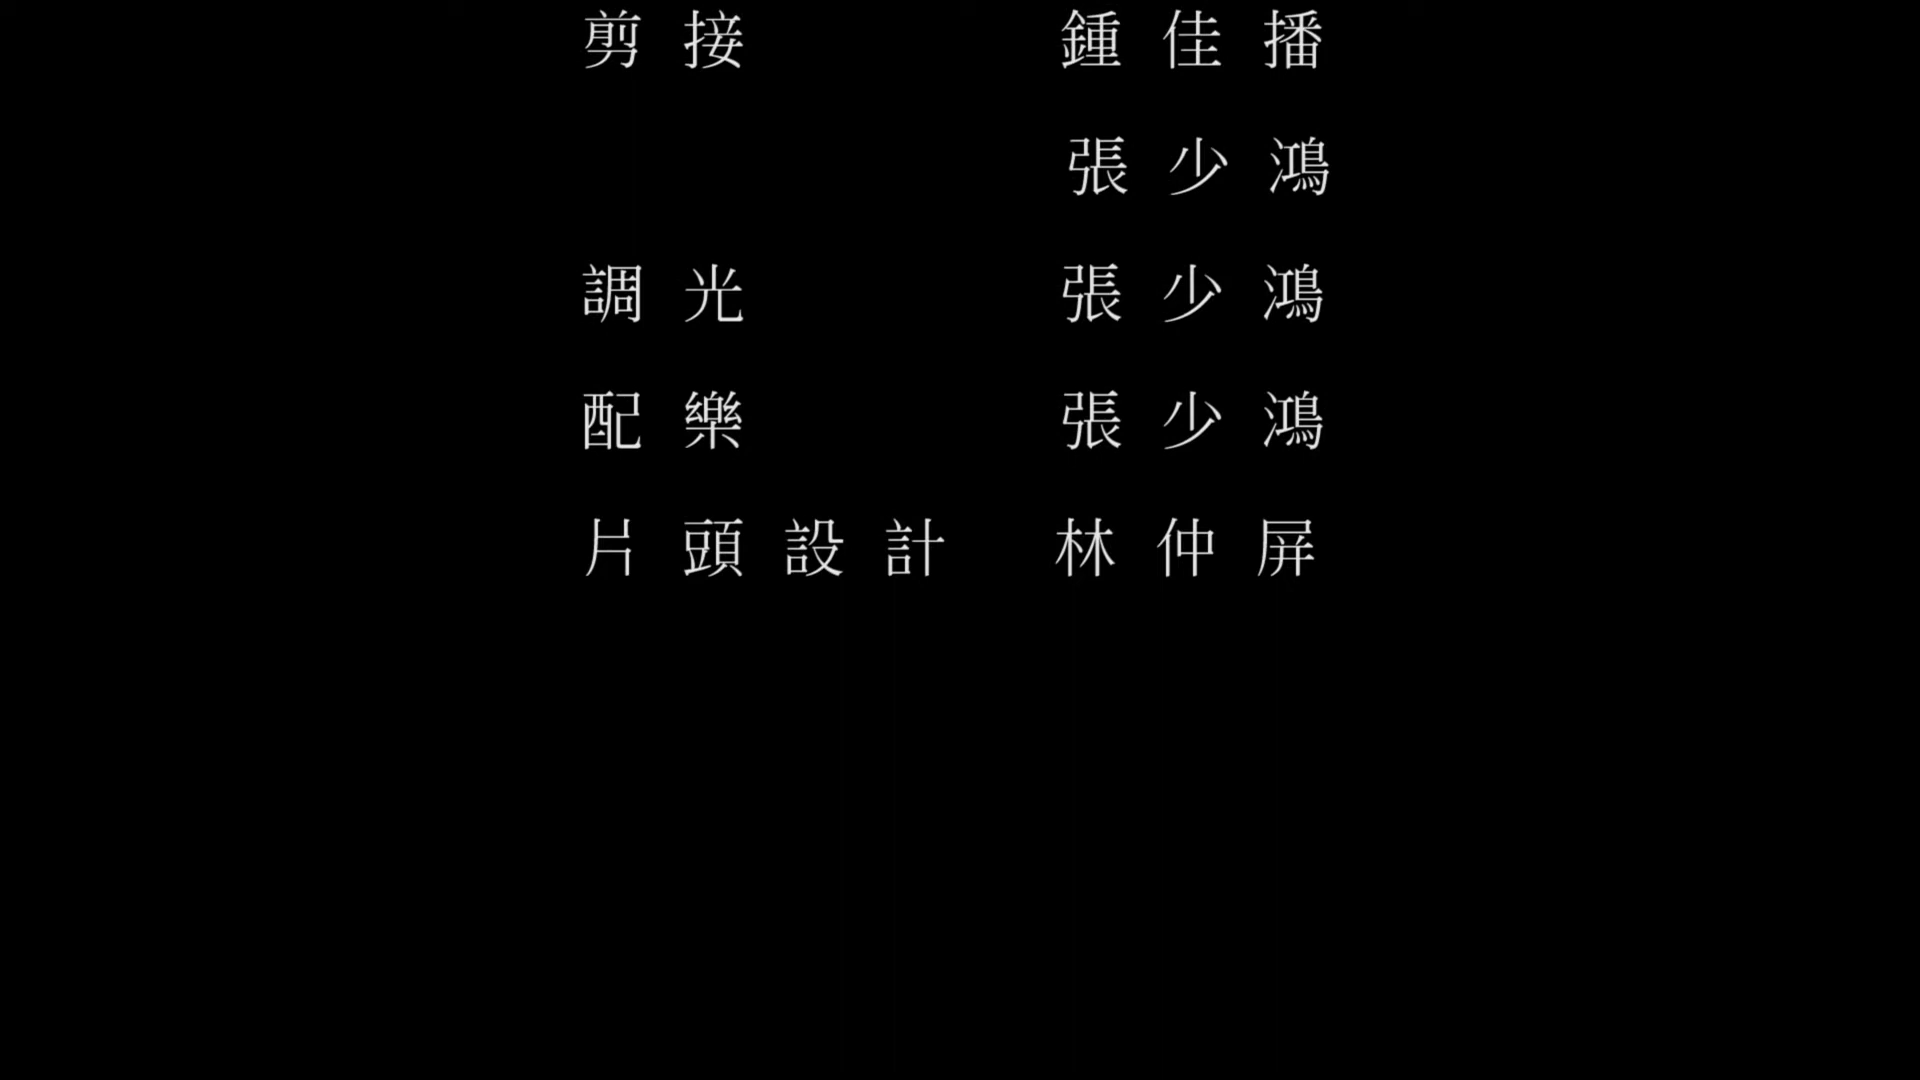 剪接 鍾佳播
張少鴻
調光 張少鴻
配樂 張少鴻
片頭設計 林仲屏